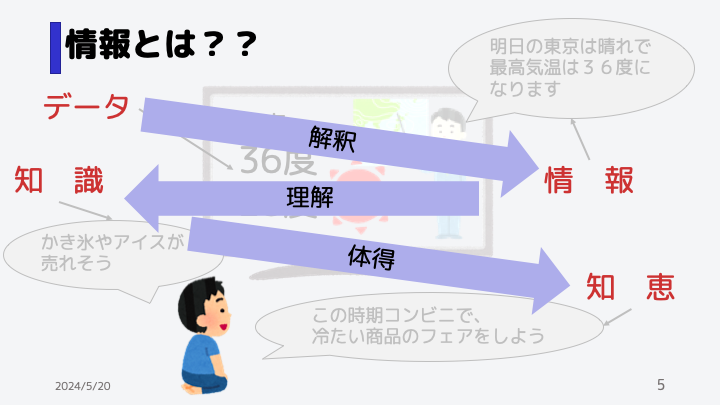 情報とは？？
明日の東京は晴れで
最高気温は３６度に
なります
データ
解釈
36度
知　識
理解
情　報
かき氷やアイスが
売れそう
体得
知　恵
この時期コンビニで、
冷たい商品のフェアをしよう
2024/5/20
5